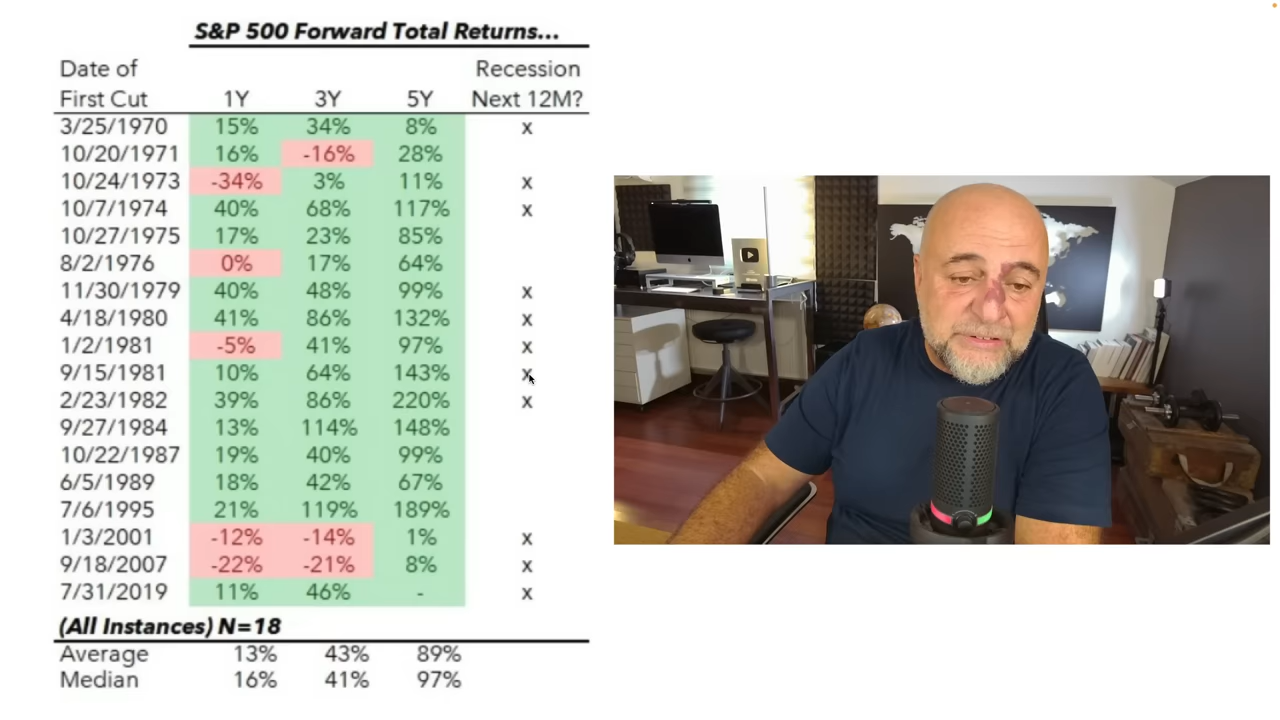 S&P 500 Forward Total Returns...
Date of Recession
First Cut 1Y 3Y 5Y Next 12M?
3/25/1970 15% 34% 8% x
10/20/1971 16% -16% 28%
10/24/1973 -34% 3% 11% x
10/7/1974 40% 68% 117% x
10/27/1975 17% 23% 85%
8/2/1976 0% 17% 64%
11/30/1979 40% 48% 99% x
4/18/1980 41% 86% 132% x
1/2/1981 -5% 41% 97% x
9/15/1981 10% 64% 143% x
2/23/1982 39% 86% 220% x
9/27/1984 13% 114% 148%
10/22/1987 19% 40% 99%
6/5/1989 18% 42% 67%
7/6/1995 21% 119% 189%
1/3/2001 -12% -14% 1% x
9/18/2007 -22% -21% 8% x
7/31/2019 11% 46% - x
(All Instances) N=18
Average 13% 43% 89%
Median 16% 41% 97%